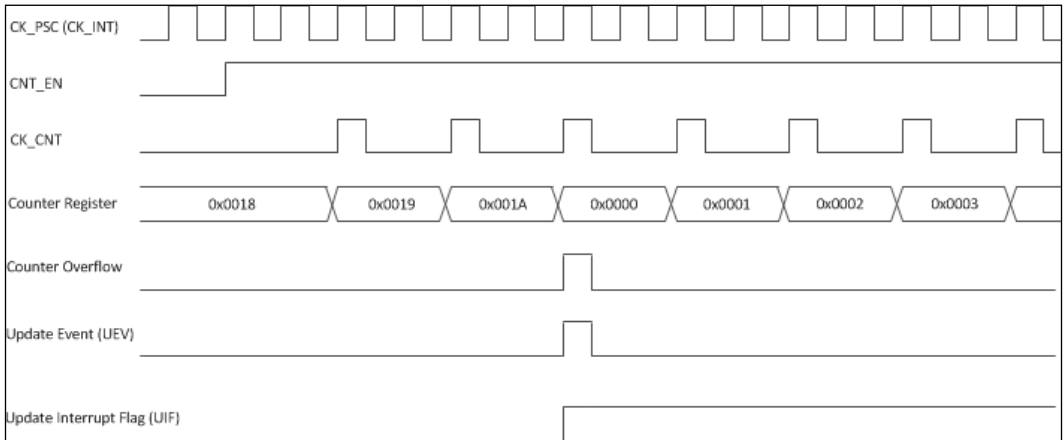 CK_PSC (CK_INT)
CNT_EN
CK_CNT
Counter Register 0x0018 0x0019 0x001A 0x0000 0x0001 0x0002 0x0003
Counter Overflow
Update Event (UEV)
Update Interrupt Flag (UIF)